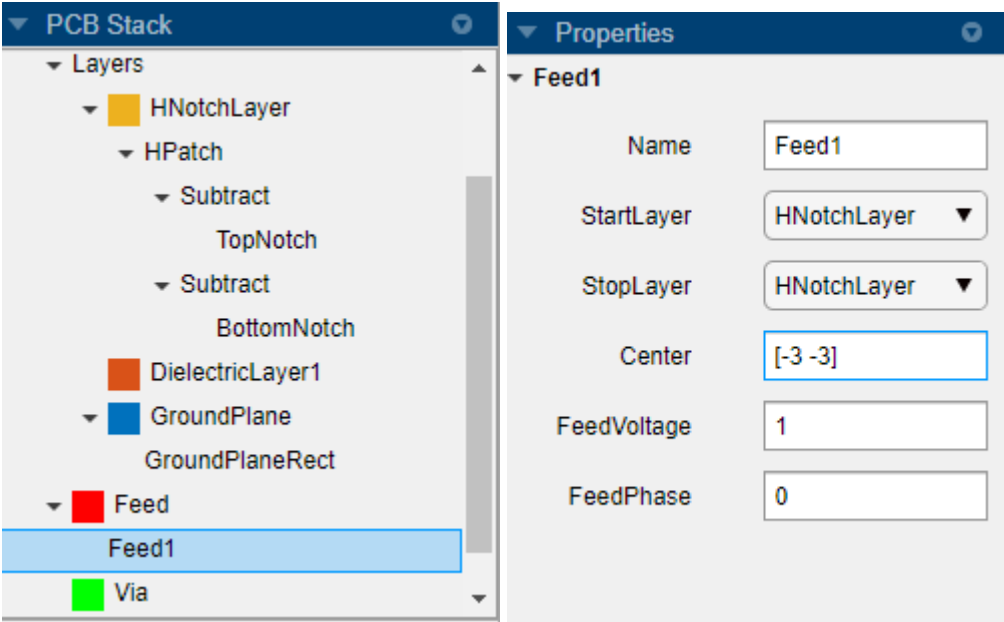 PCB Stack
Layers
HNotchLayer
HPatch
Subtract
TopNotch
Subtract
BottomNotch
DielectricLayer1
GroundPlane
GroundPlaneRect
Feed
Feed1
Via
Properties
Feed1
Name Feed1
StartLayer HNotchLayer
StopLayer HNotchLayer
Center [-3 -3]
FeedVoltage 1
FeedPhase 0